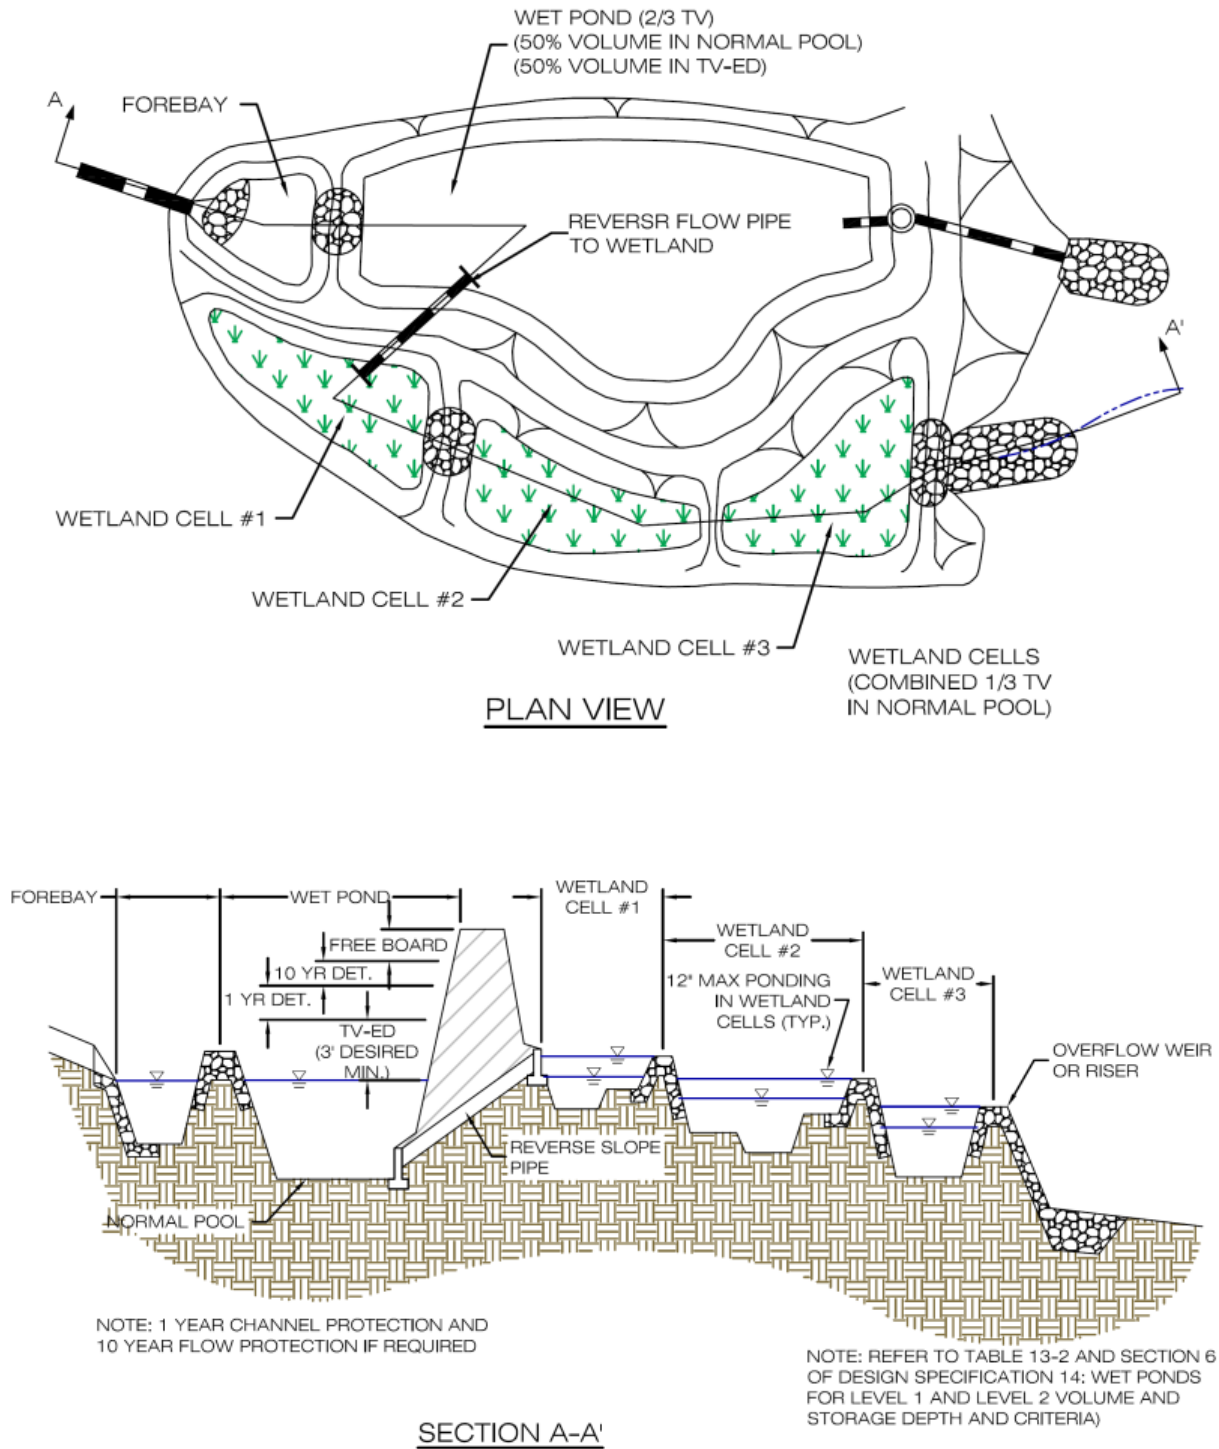 WET POND (2/3 TV)
(50% VOLUME IN NORMAL POOL)
(50% VOLUME IN TV-ED)
A
FOREBAY
REVERSR FLOW PIPE
TO WETLAND
A'
WETLAND CELL #1
WETLAND CELL #2
WETLAND CELL #3
WETLAND CELLS
(COMBINED 1/3 TV
IN NORMAL POOL)
PLAN VIEW
FOREBAY
WET POND
WETLAND
CELL #1
WETLAND
CELL #2
WETLAND
CELL #3
FREE BOARD
10 YR DET.
1 YR DET.
TV-ED
(3' DESIRED
MIN.)
12" MAX PONDING
IN WETLAND
CELLS (TYP.)
OVERFLOW WEIR
OR RISER
REVERSE SLOPE
PIPE
NORMAL POOL
NOTE: 1 YEAR CHANNEL PROTECTION AND
10 YEAR FLOW PROTECTION IF REQUIRED
NOTE: REFER TO TABLE 13-2 AND SECTION 6
OF DESIGN SPECIFICATION 14: WET PONDS
FOR LEVEL 1 AND LEVEL 2 VOLUME AND
STORAGE DEPTH AND CRITERIA)
SECTION A-A'